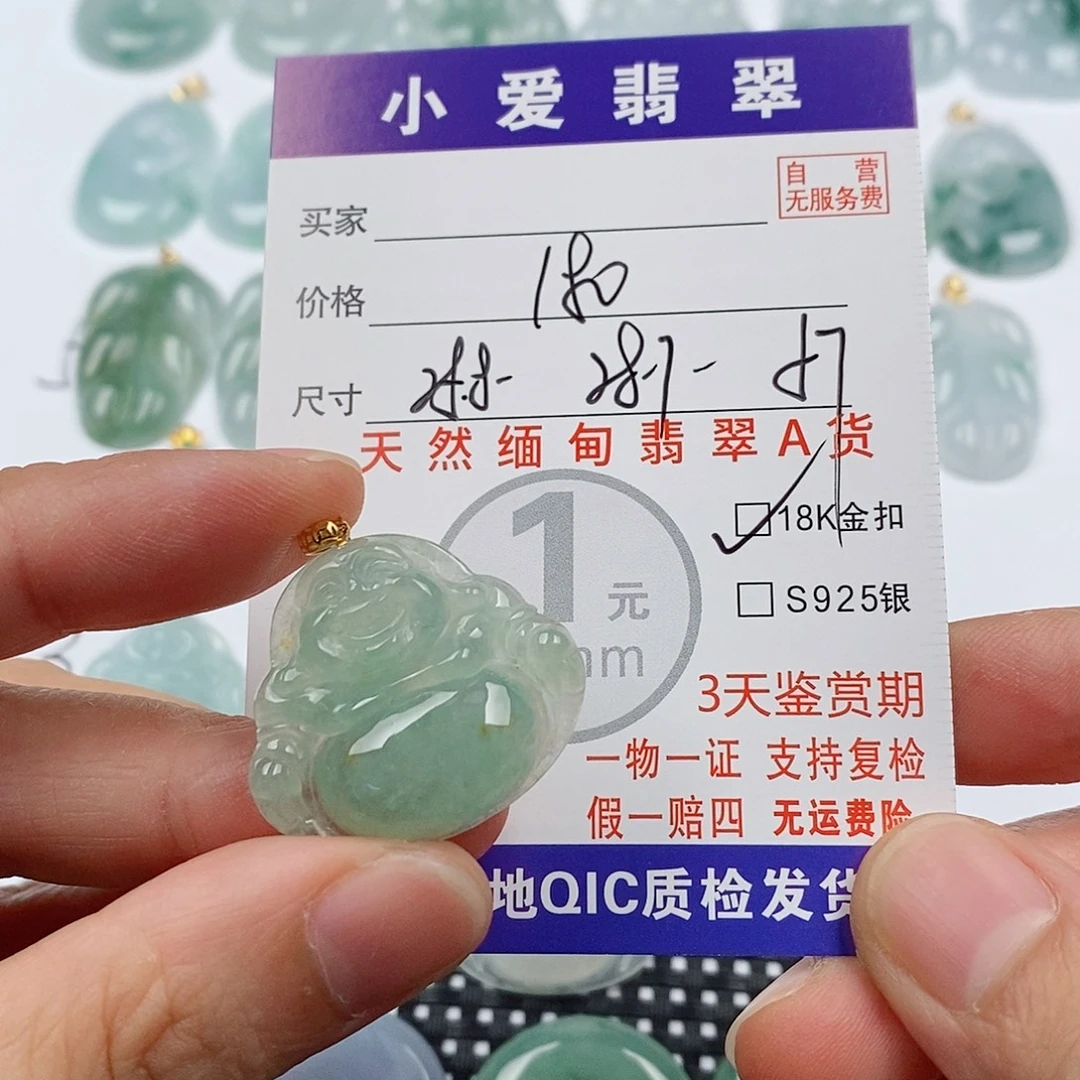 小爱翡翠
自营
无服务费
买家
价格 180
尺寸
天然缅甸翡翠A货
1元
mm
18K金扣
S925银
3天鉴赏期
一物一证 支持复检
假一赔四 无运费险
地QIC质检发货